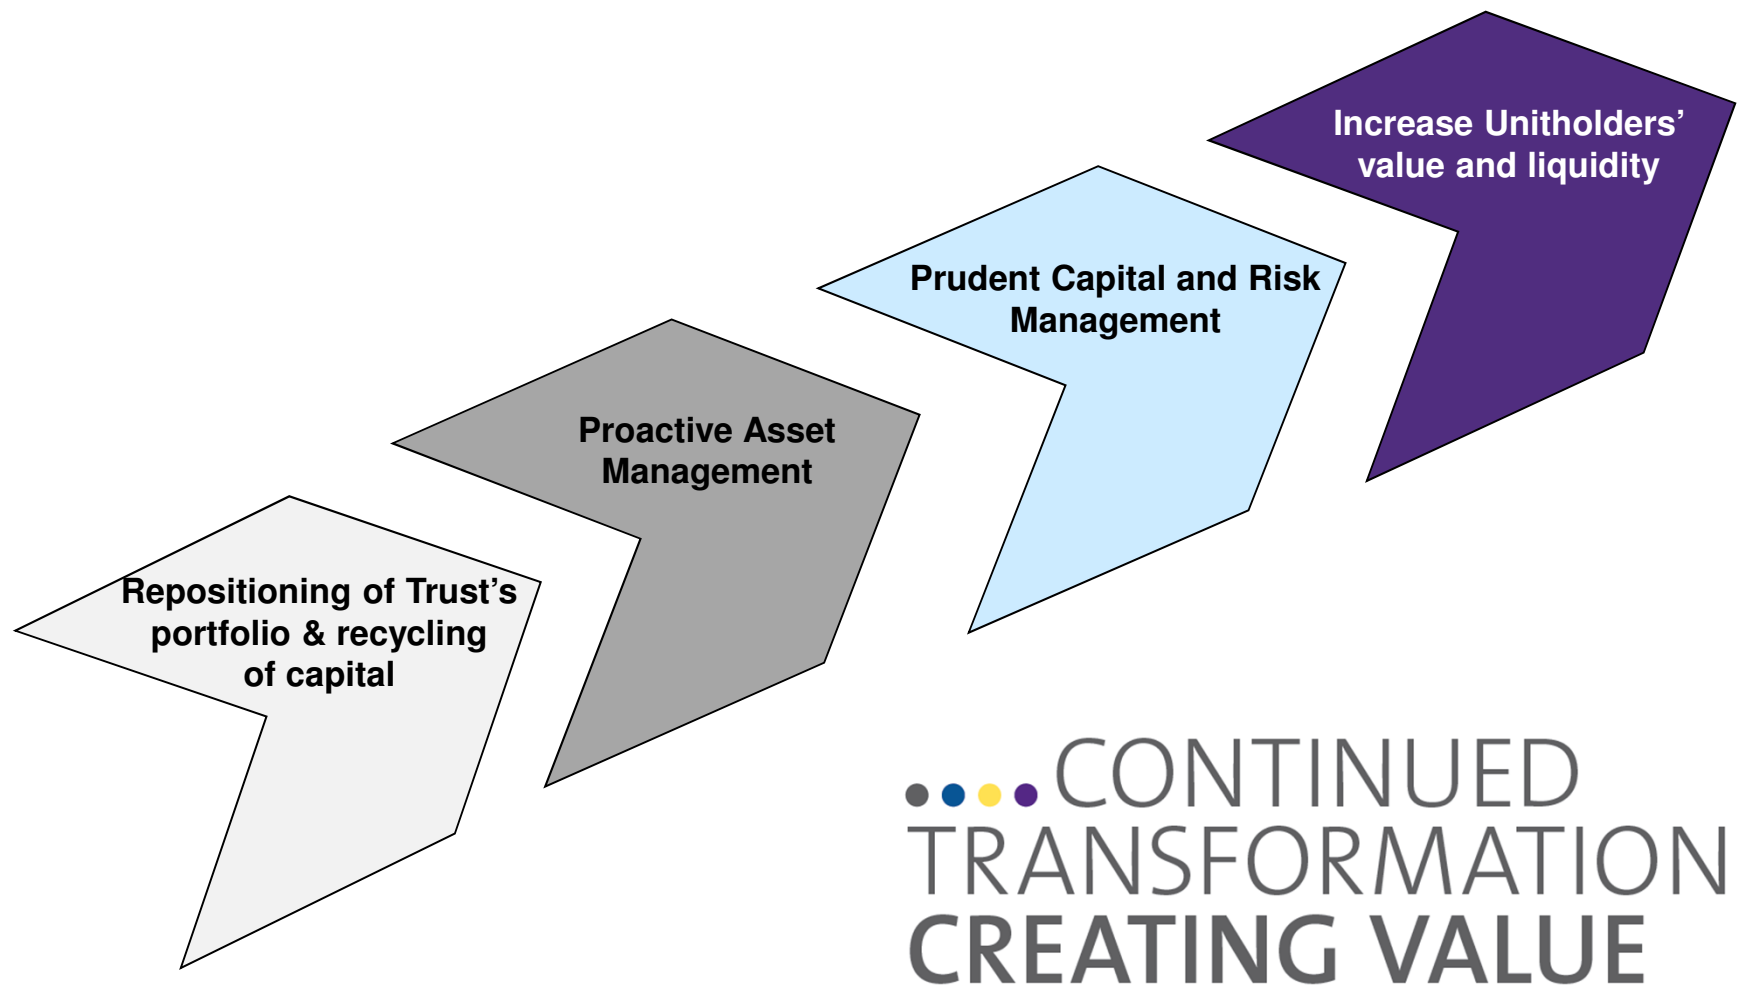 Repositioning of Trust’s
portfolio & recycling
of capital
Proactive Asset
Management
Prudent Capital and Risk
Management
Increase Unitholders’
value and liquidity
CONTINUED
TRANSFORMATION
CREATING VALUE